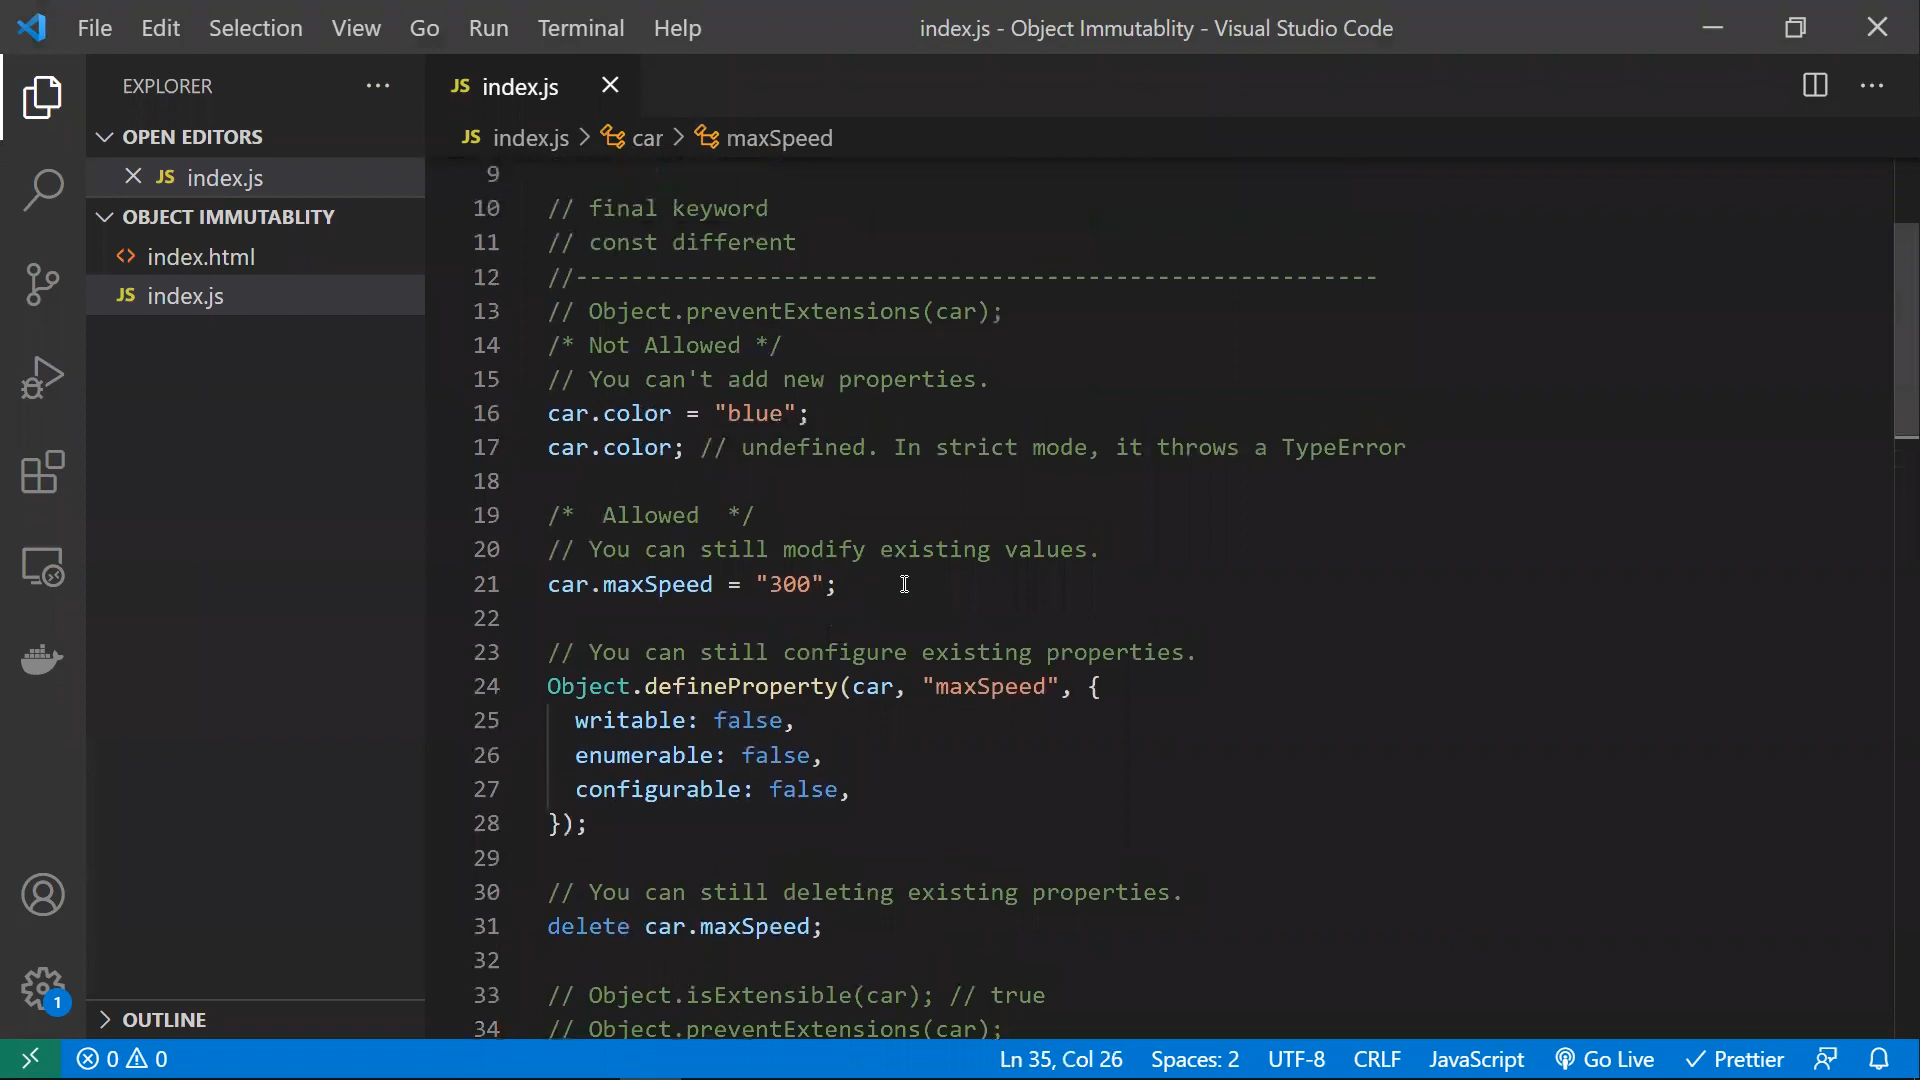 File Edit Selection View Go Run Terminal Help
index.js - Object Immutablity - Visual Studio Code
EXPLORER
OPEN EDITORS
JS index.js
OBJECT IMMUTABLITY
<> index.html
JS index.js
OUTLINE
1
JS index.js
JS index.js > car > maxSpeed
9
10 // final keyword
11 // const different
12 //----------------------------------------------------------
13 // Object.preventExtensions(car);
14 /* Not Allowed */
15 // You can't add new properties.
16 car.color = "blue";
17 car.color; // undefined. In strict mode, it throws a TypeError
18
19 /*  Allowed  */
20 // You can still modify existing values.
21 car.maxSpeed = "300";
22
23 // You can still configure existing properties.
24 Object.defineProperty(car, "maxSpeed", {
25   writable: false,
26   enumerable: false,
27   configurable: false,
28 });
29
30 // You can still deleting existing properties.
31 delete car.maxSpeed;
32
33 // Object.isExtensible(car); // true
34 // Object.preventExtensions(car);
0 0 Ln 35, Col 26 Spaces: 2 UTF-8 CRLF JavaScript Go Live Prettier